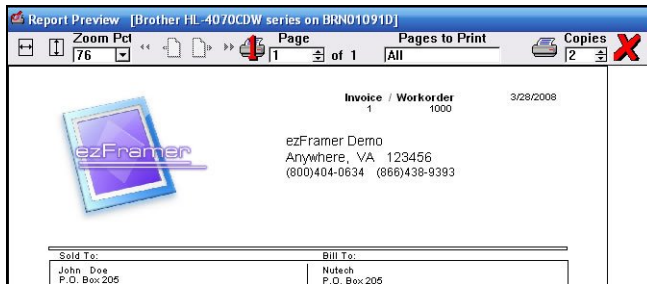 Report Preview [Brother HL-4070CDW series on BRN01091D]
Zoom Pct Page Pages to Print Copies
76 1 of 1 All 2
1
Invoice / Workorder 3/28/2008
1 1000
ezFramer
ezFramer Demo
Anywhere, VA 123456
(800)404-0634 (866)438-9393
Sold To: Bill To:
John Doe Nutech
P.O. Box 205 P.O. Box 205